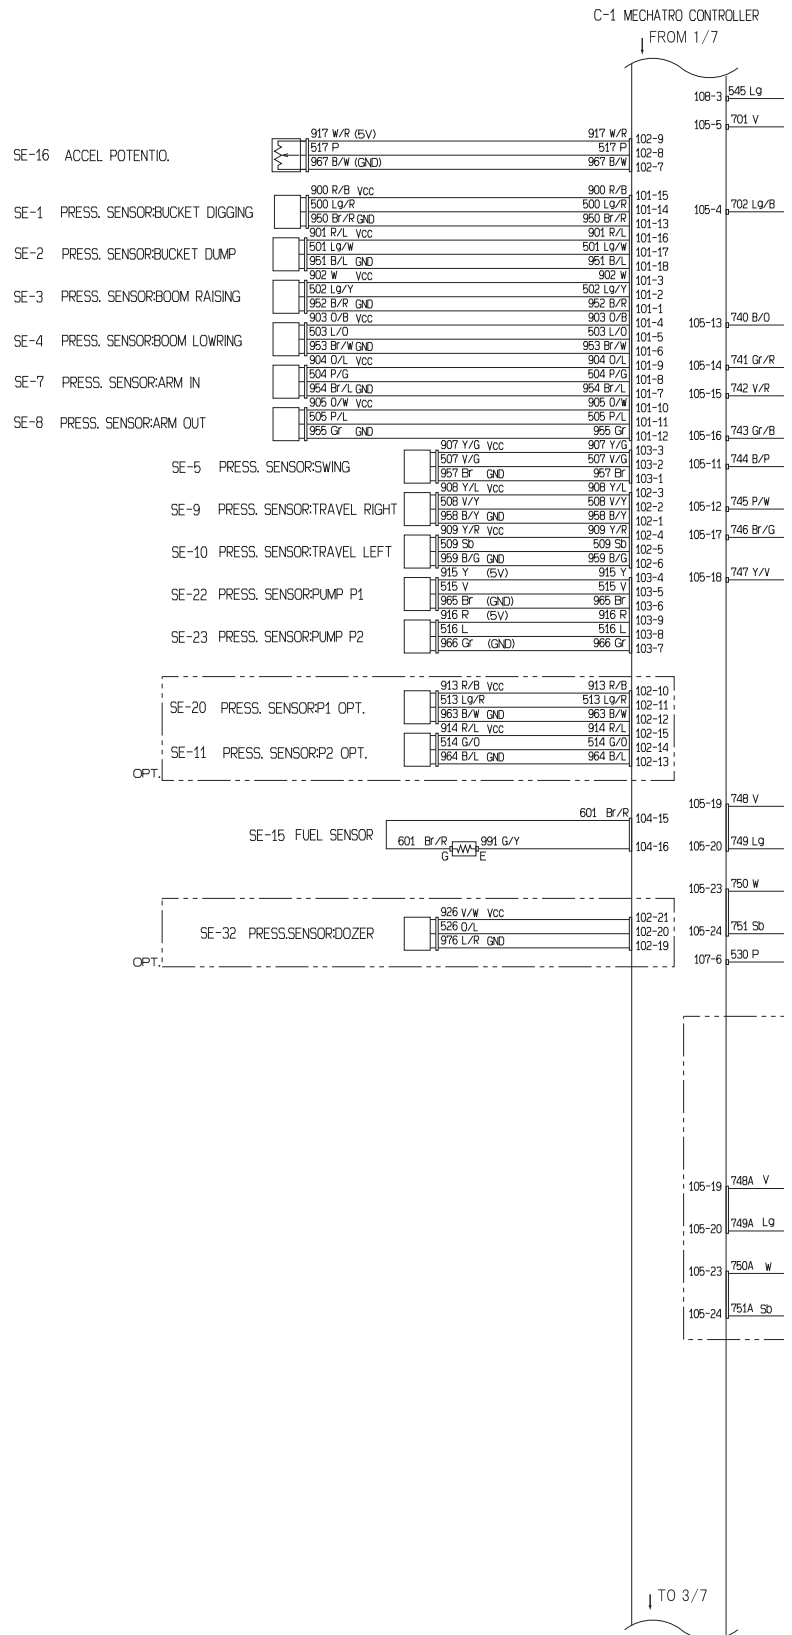 C-1 MECHATRO CONTROLLER
FROM 1/7
108-3 545 Lg
105-5 701 V
SE-16 ACCEL POTENTIO.
917 W/R (5V) 917 W/R 102-9
517 P 517 P 102-8
967 B/W (GND) 967 B/W 102-7
SE-1 PRESS. SENSOR:BUCKET DIGGING
900 R/B Vcc 900 R/B 101-15
500 Lg/R 500 Lg/R 101-14
950 Br/R GND 950 Br/R 101-13
105-4 702 Lg/B
SE-2 PRESS. SENSOR:BUCKET DUMP
901 R/L Vcc 901 R/L 101-16
501 Lg/W 501 Lg/W 101-17
951 B/L GND 951 B/L 101-18
SE-3 PRESS. SENSOR:BOOM RAISING
902 W Vcc 902 W 101-3
502 Lg/Y 502 Lg/Y 101-2
952 B/R GND 952 B/R 101-1
SE-4 PRESS. SENSOR:BOOM LOWRING
903 O/B Vcc 903 O/B 101-4
503 L/O 503 L/O 101-5
953 Br/W GND 953 Br/W 101-6
105-13 740 B/O
SE-7 PRESS. SENSOR:ARM IN
904 O/L Vcc 904 O/L 101-9
504 P/G 504 P/G 101-8
954 Br/L GND 954 Br/L 101-7
105-14 741 Gr/R
105-15 742 V/R
SE-8 PRESS. SENSOR:ARM OUT
905 O/W Vcc 905 O/W 101-10
505 P/L 505 P/L 101-11
955 Gr GND 955 Gr 101-12
105-16 743 Gr/B
SE-5 PRESS. SENSOR:SWING
907 Y/G Vcc 907 Y/G 103-3
507 V/G 507 V/G 103-2
957 Br GND 957 Br 103-1
105-11 744 B/P
SE-9 PRESS. SENSOR:TRAVEL RIGHT
908 Y/L Vcc 908 Y/L 102-3
508 V/Y 508 V/Y 102-2
958 B/Y GND 958 B/Y 102-1
105-12 745 P/W
SE-10 PRESS. SENSOR:TRAVEL LEFT
909 Y/R Vcc 909 Y/R 102-4
509 Sb 509 Sb 102-5
959 B/G GND 959 B/G 102-6
105-17 746 Br/G
SE-22 PRESS. SENSOR:PUMP P1
915 Y (5V) 915 Y 103-4
515 V 515 V 103-5
965 Br (GND) 965 Br 103-6
105-18 747 Y/V
SE-23 PRESS. SENSOR:PUMP P2
916 R (5V) 916 R 103-9
516 L 516 L 103-8
966 Gr (GND) 966 Gr 103-7
SE-20 PRESS. SENSOR:P1 OPT.
913 R/B Vcc 913 R/B 102-10
513 Lg/R 513 Lg/R 102-11
963 B/W GND 963 B/W 102-12
SE-11 PRESS. SENSOR:P2 OPT.
914 R/L Vcc 914 R/L 102-15
514 G/O 514 G/O 102-14
964 B/L GND 964 B/L 102-13
OPT.
SE-15 FUEL SENSOR
601 Br/R 104-15
601 Br/R G E 991 G/Y 104-16
105-19 748 V
105-20 749 Lg
105-23 750 W
105-24 751 Sb
107-6 530 P
SE-32 PRESS.SENSOR:DOZER
926 V/W Vcc 102-21
526 O/L 102-20
976 L/R GND 102-19
OPT.
105-19 748A V
105-20 749A Lg
105-23 750A W
105-24 751A Sb
TO 3/7